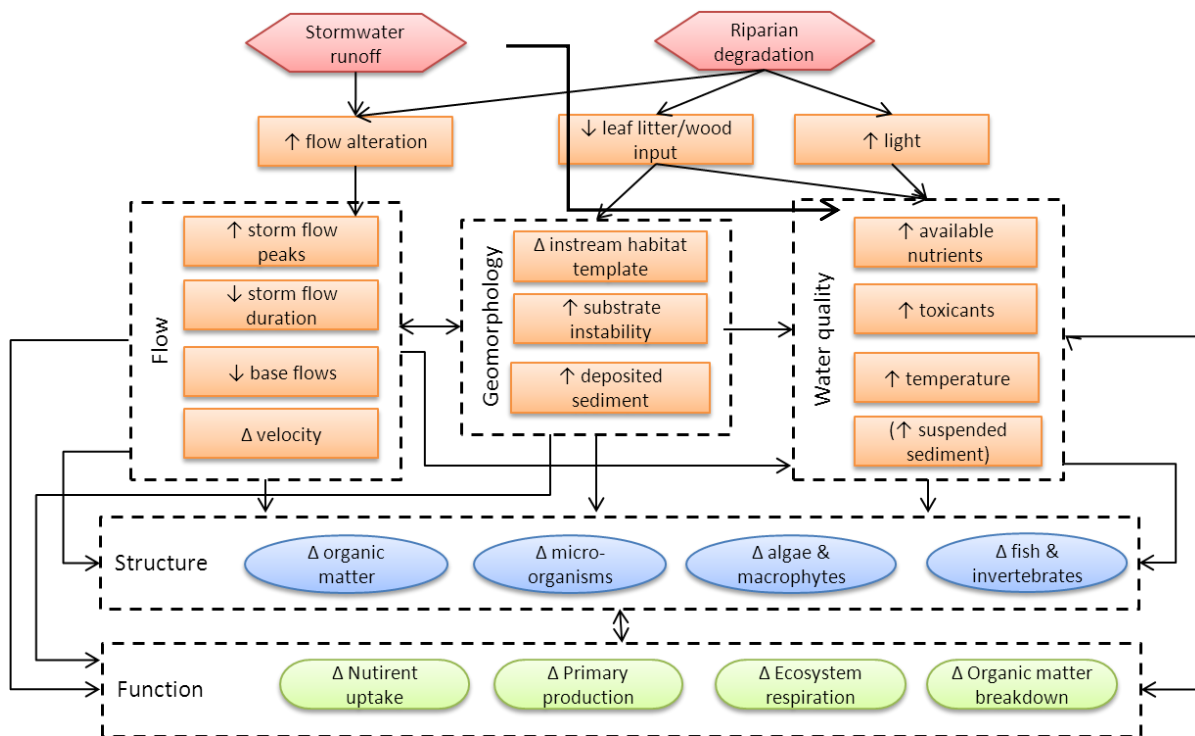 Stormwater
runoff
Riparian
degradation
↑ flow alteration
↓ leaf litter/wood
input
↑ light
Flow
↑ storm flow
peaks
↓ storm flow
duration
↓ base flows
Δ velocity
Geomorphology
Δ instream habitat
template
↑ substrate
instability
↑ deposited
sediment
Water quality
↑ available
nutrients
↑ toxicants
↑ temperature
(↑ suspended
sediment)
Structure
Δ organic
matter
Δ micro-
organisms
Δ algae &
macrophytes
Δ fish &
invertebrates
Function
Δ Nutirent
uptake
Δ Primary
production
Δ Ecosystem
respiration
Δ Organic matter
breakdown